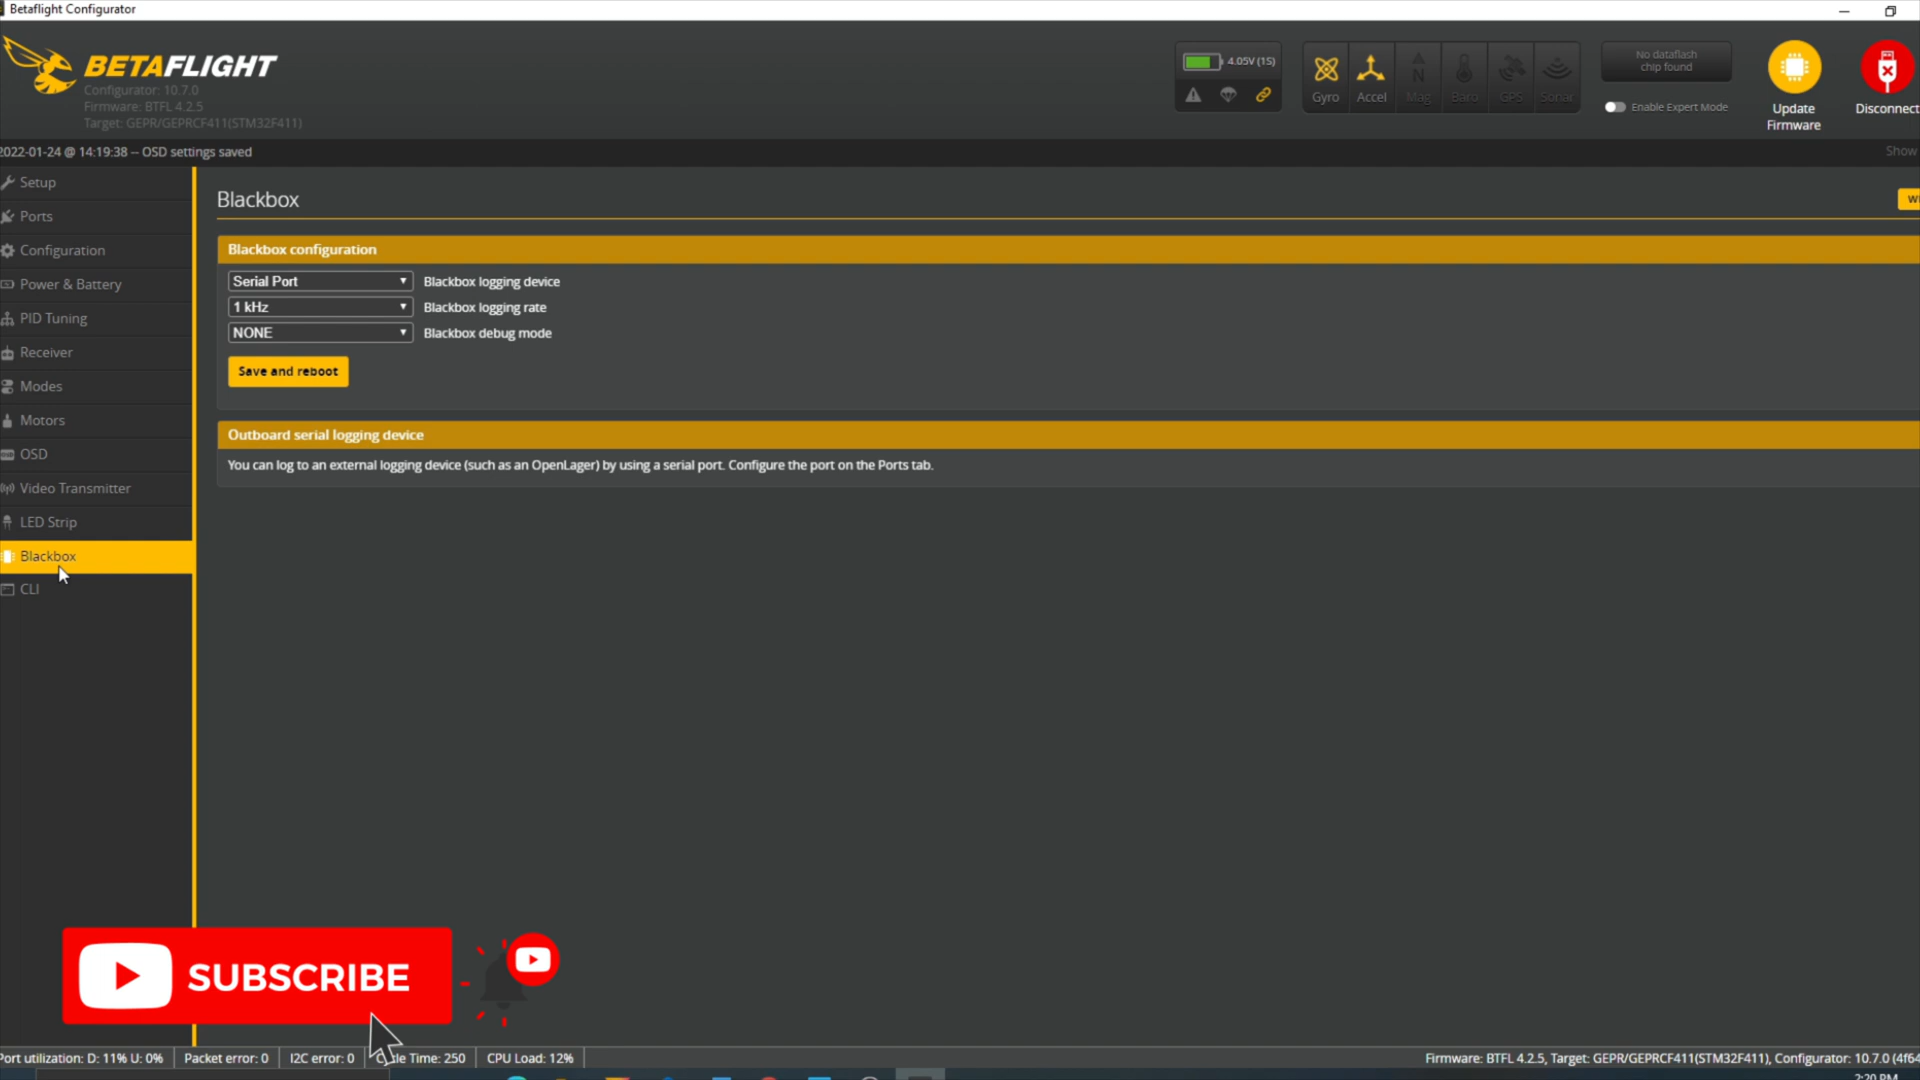 Betaflight Configurator
BETAFLIGHT
Configurator: 10.7.0
Firmware: BTFL 4.2.5
Target: GEPR/GEPRCF411(STM32F411)
4.05V (1S)
Gyro
Accel
Mag
Baro
GPS
Sonar
No dataflash
chip found
Enable Expert Mode
Update
Firmware
Disconnect
2022-01-24 @ 14:19:38 -- OSD settings saved
Show
Setup
Ports
Configuration
Power & Battery
PID Tuning
Receiver
Modes
Motors
OSD
Video Transmitter
LED Strip
Blackbox
CLI
Blackbox
Blackbox configuration
Serial Port
Blackbox logging device
1 kHz
Blackbox logging rate
NONE
Blackbox debug mode
Save and reboot
Outboard serial logging device
You can log to an external logging device (such as an OpenLager) by using a serial port. Configure the port on the Ports tab.
SUBSCRIBE
Port utilization: D: 11% U: 0%
Packet error: 0
I2C error: 0
Time: 250
CPU Load: 12%
Firmware: BTFL 4.2.5, Target: GEPR/GEPRCF411(STM32F411), Configurator: 10.7.0 (4f64
2:20 PM